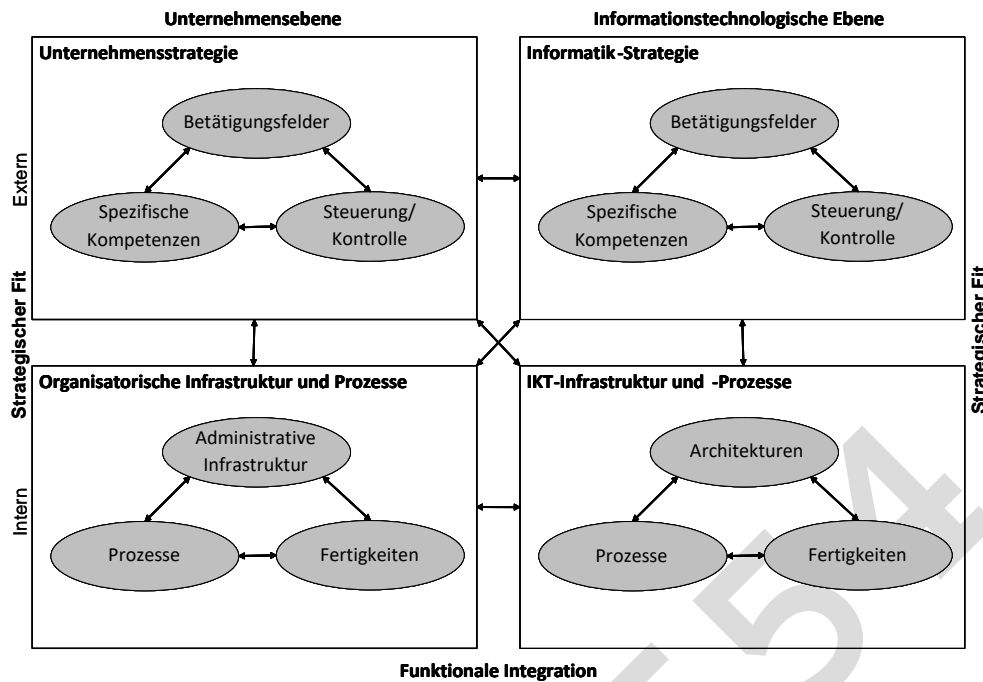 Unternehmensebene
Informationstechnologische Ebene
Unternehmensstrategie
Informatik-Strategie
Betätigungsfelder
Betätigungsfelder
Extern
Spezifische
Kompetenzen
Steuerung/
Kontrolle
Spezifische
Kompetenzen
Steuerung/
Kontrolle
Strategischer Fit
Strategischer Fit
Organisatorische Infrastruktur und Prozesse
IKT-Infrastruktur und -Prozesse
Administrative
Infrastruktur
Architekturen
Intern
Prozesse
Fertigkeiten
Prozesse
Fertigkeiten
Funktionale Integration